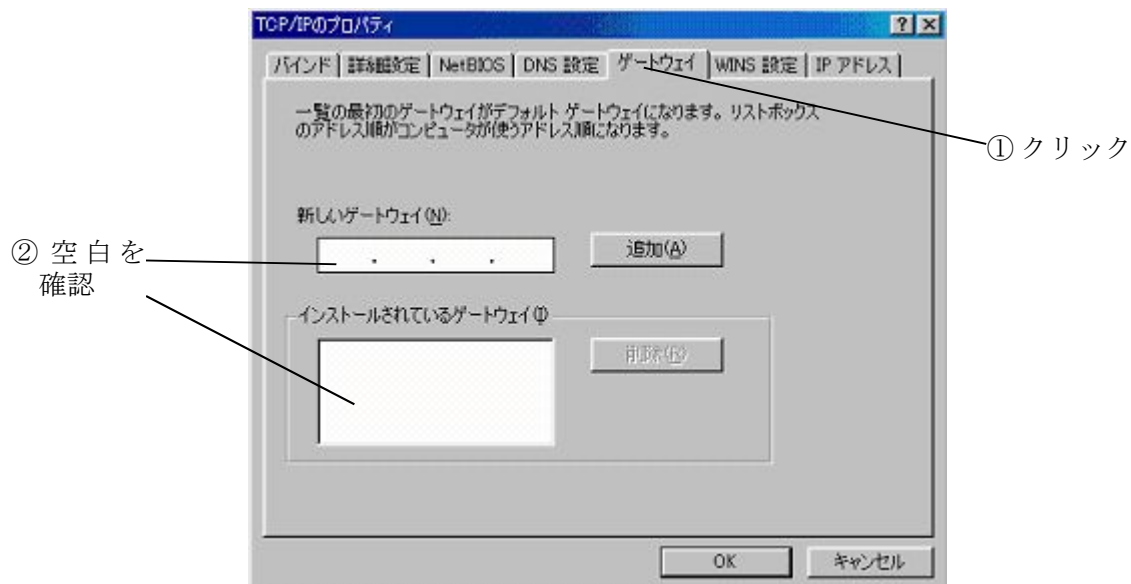 TCP/IPのプロパティ
バインド 詳細設定 NetBIOS DNS 設定 ゲートウェイ WINS 設定 IP アドレス
一覧の最初のゲートウェイがデフォルト ゲートウェイになります。リストボックス
のアドレス順がコンピュータが使うアドレス順になります。
①クリック
新しいゲートウェイ(N):
. . .
追加(A)
② 空白を
確認
インストールされているゲートウェイ(I)
削除(R)
OK キャンセル